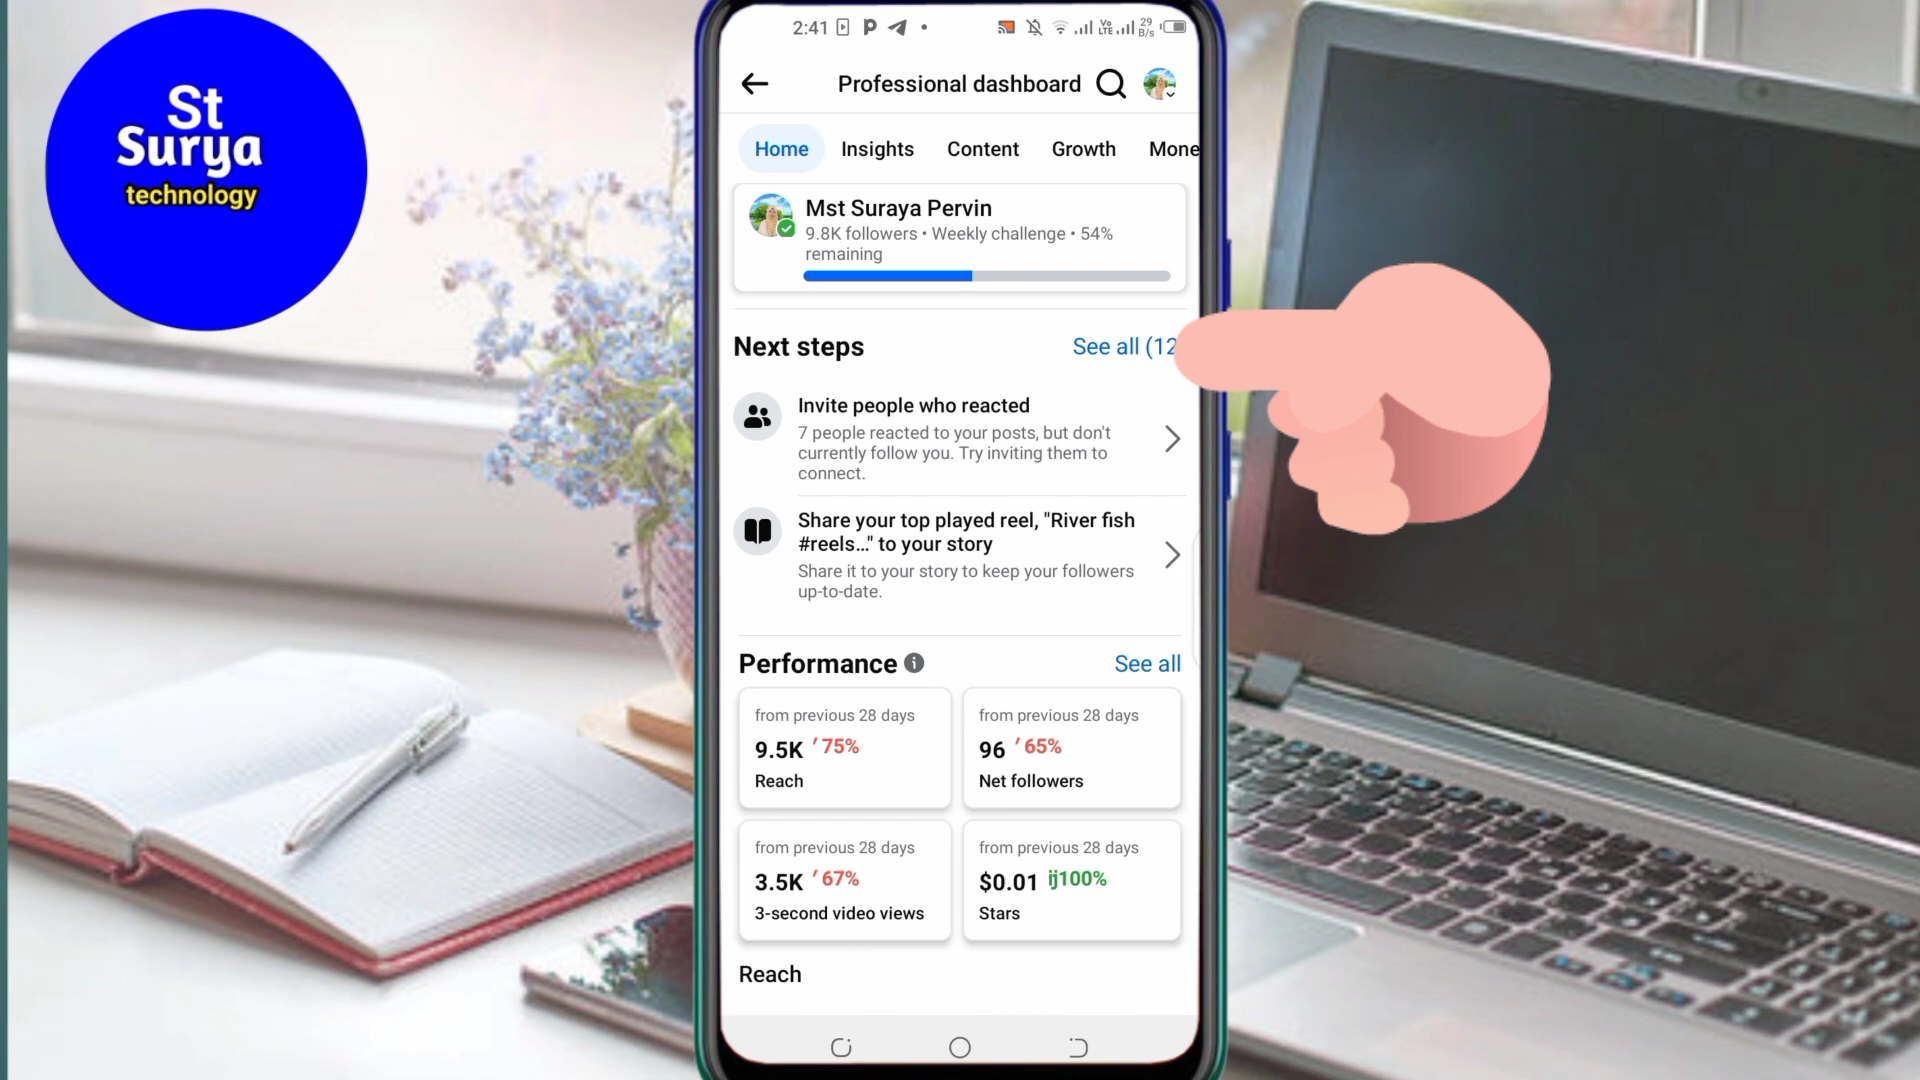 St
Surya
technology
2:41
Vo
LTE
29
B/s
Professional dashboard
Home Insights Content Growth Mone
Mst Suraya Pervin
9.8K followers • Weekly challenge • 54%
remaining
Next steps See all (12
Invite people who reacted
7 people reacted to your posts, but don't
currently follow you. Try inviting them to
connect.
Share your top played reel, "River fish
#reels..." to your story
Share it to your story to keep your followers
up-to-date.
Performance See all
from previous 28 days
9.5K 75%
Reach
from previous 28 days
96 65%
Net followers
from previous 28 days
3.5K 67%
3-second video views
from previous 28 days
$0.01 ij100%
Stars
Reach